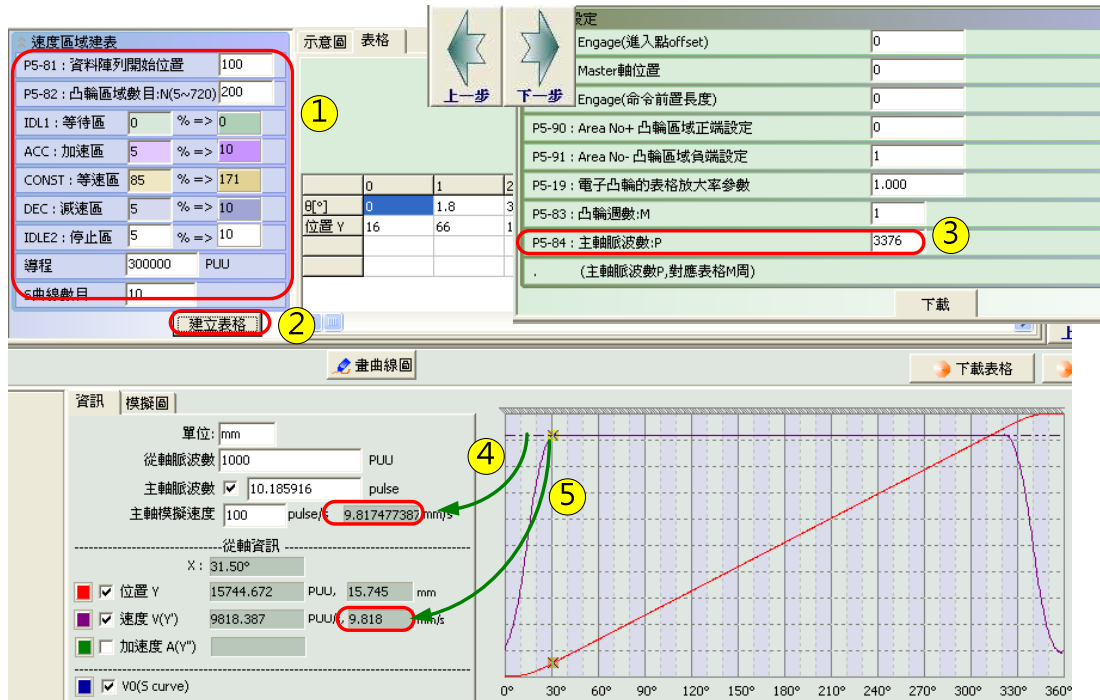 速度區域建表
P5-81：資料陣列開始位置 100
P5-82：凸輪區域數目:N(5~720) 200
IDL1：等待區 0 % => 0
ACC：加速區 5 % => 10
CONST：等速區 85 % => 171
DEC：減速區 5 % => 10
IDLE2：停止區 5 % => 10
導程 300000 PUU
S曲線數目 10
建立表格
1
2
示意圖 表格
0 1 2
θ[°] 0 1.8 3
位置 Y 16 66 1
上一步 下一步
設定
Engage(進入點offset) 0
Master軸位置 0
Engage(命令前置長度) 0
P5-90：Area No+ 凸輪區域正端設定 0
P5-91：Area No- 凸輪區域負端設定 1
P5-19：電子凸輪的表格放大率參數 1.000
P5-83：凸輪週數:M 1
P5-84：主軸脈波數:P 3376
3
. (主軸脈波數P,對應表格M周)
下載
上
畫曲線圖
下載表格
資訊 模擬圖
單位: mm
從軸脈波數 1000 PUU
主軸脈波數 10.185916 pulse
主軸模擬速度 100 pulse/s 9.817477387 mm/s
從軸資訊
X : 31.50°
位置 Y 15744.672 PUU, 15.745 mm
速度 V(Y') 9818.387 PUU/s, 9.818 mm/s
加速度 A(Y")
V0(S curve)
4
5
0° 30° 60° 90° 120° 150° 180° 210° 240° 270° 300° 330° 360